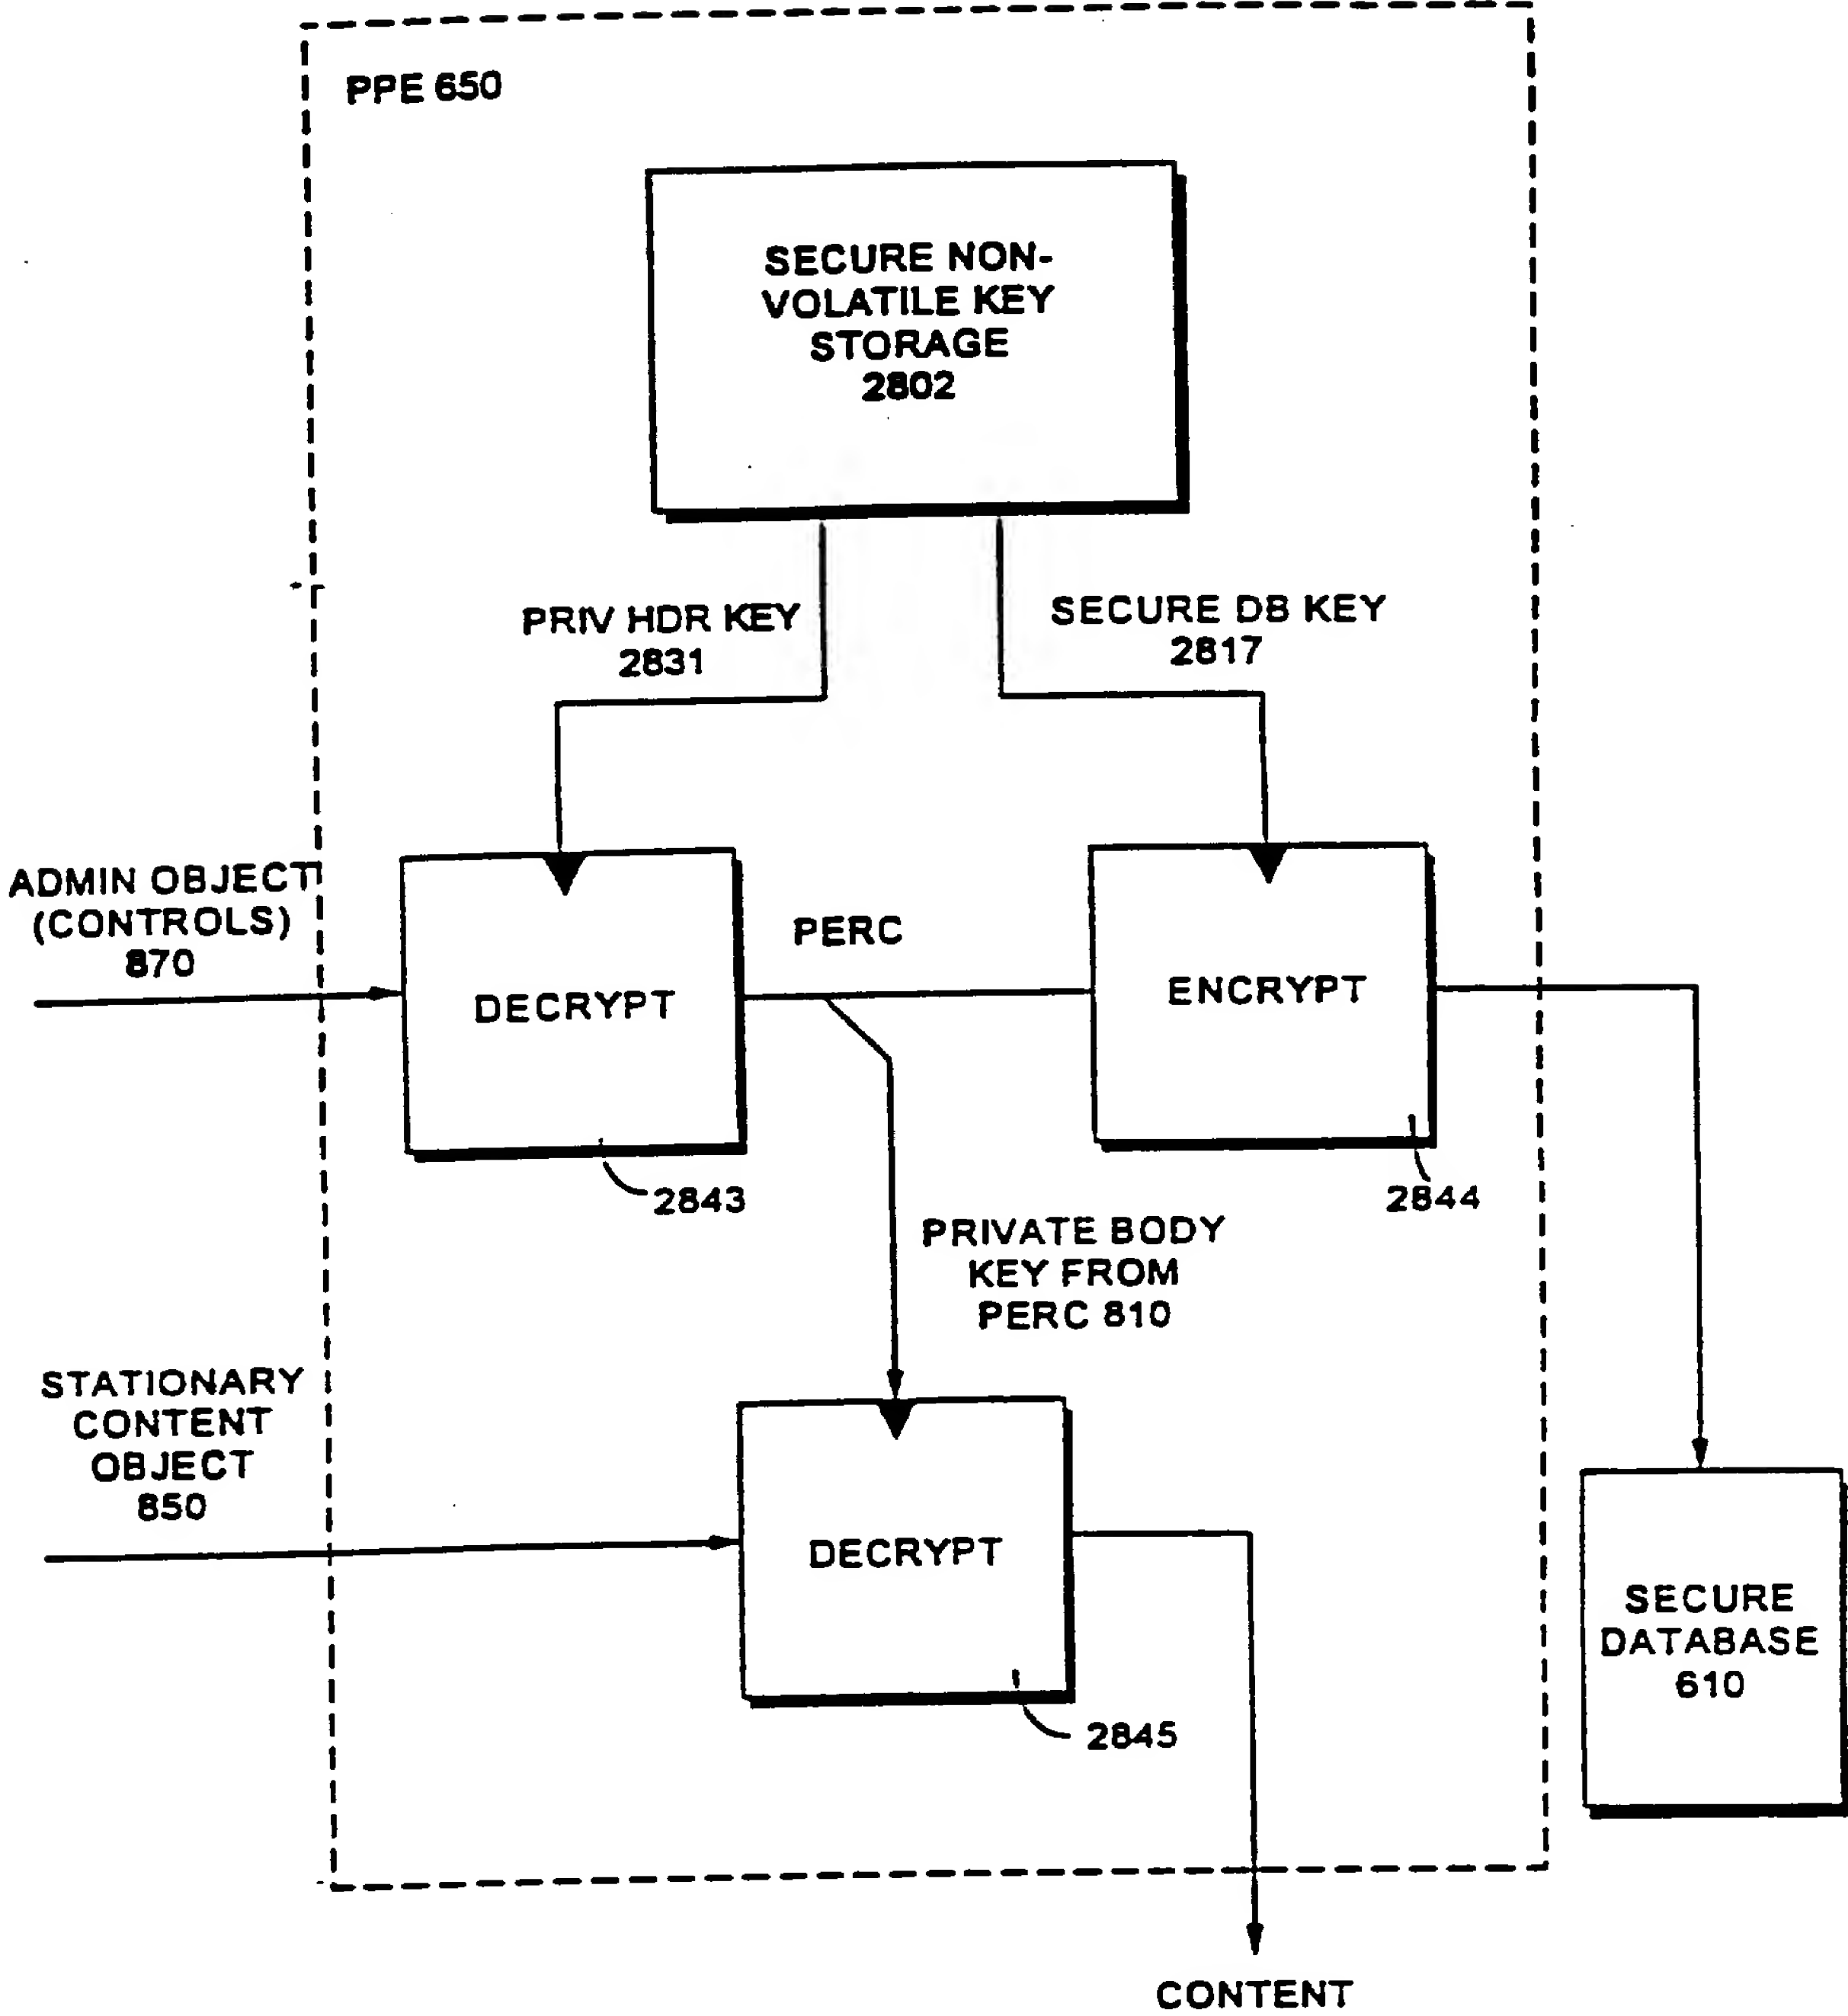 PPE 650
SECURE NON-
VOLATILE KEY
STORAGE
2802
PRIV HDR KEY
2831
SECURE DB KEY
2817
ADMIN OBJECT
(CONTROLS)
870
DECRYPT
PERC
ENCRYPT
2843
2844
PRIVATE BODY
KEY FROM
PERC 810
STATIONARY
CONTENT
OBJECT
850
DECRYPT
2845
SECURE
DATABASE
610
CONTENT